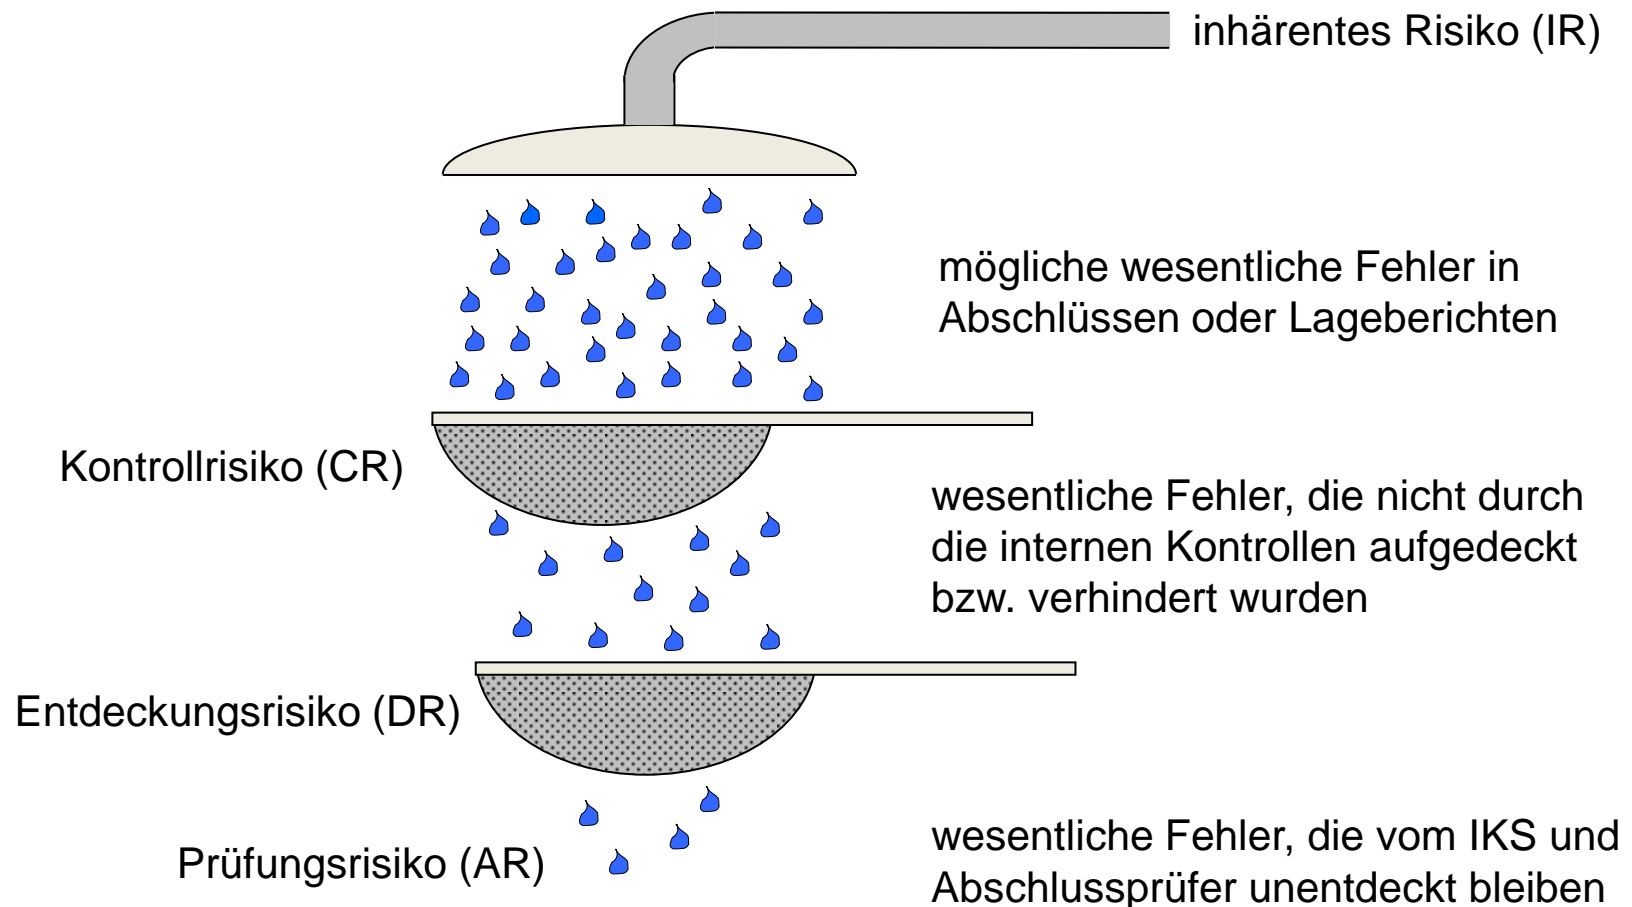 inhärentes Risiko (IR)
mögliche wesentliche Fehler in
Abschlüssen oder Lageberichten
Kontrollrisiko (CR)
wesentliche Fehler, die nicht durch
die internen Kontrollen aufgedeckt
bzw. verhindert wurden
Entdeckungsrisiko (DR)
Prüfungsrisiko (AR)
wesentliche Fehler, die vom IKS und
Abschlussprüfer unentdeckt bleiben